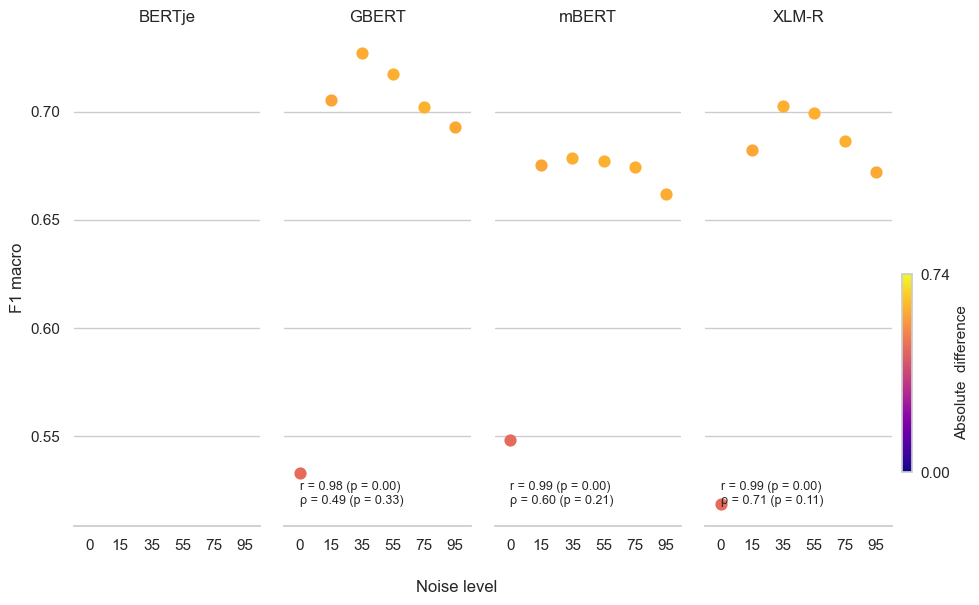 BERTje GBERT mBERT XLM-R
0.70
0.65
0.60
0.55
F1 macro
r = 0.98 (p = 0.00)
ρ = 0.49 (p = 0.33)
r = 0.99 (p = 0.00)
ρ = 0.60 (p = 0.21)
r = 0.99 (p = 0.00)
ρ = 0.71 (p = 0.11)
0 15 35 55 75 95 0 15 35 55 75 95 0 15 35 55 75 95 0 15 35 55 75 95
Noise level
0.74
0.00
Absolute difference